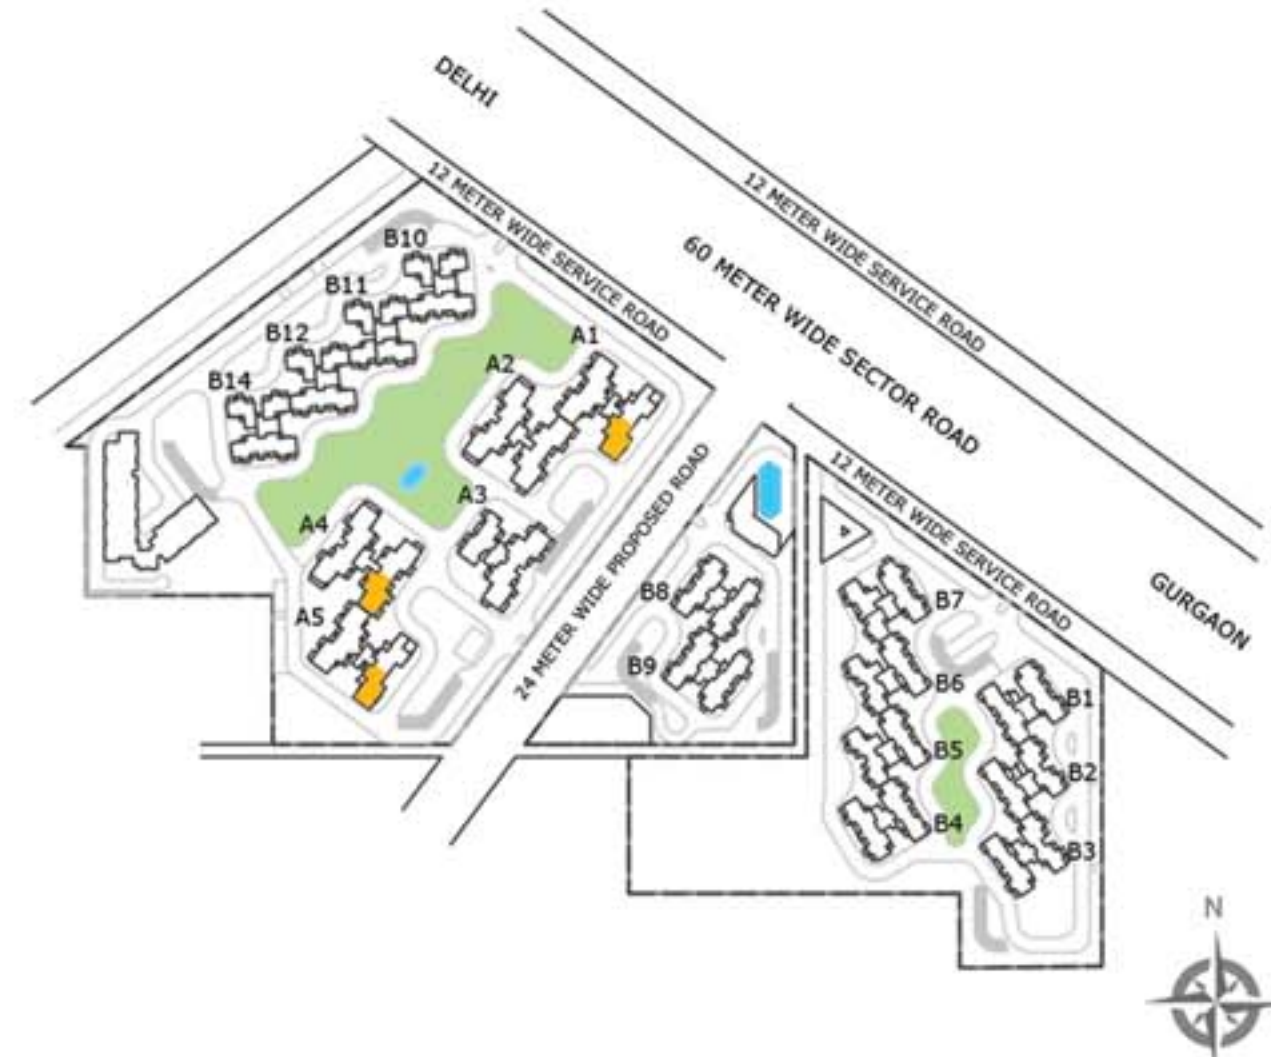 DELHI
12 METER WIDE SERVICE ROAD
12 METER WIDE SERVICE ROAD
60 METER WIDE SECTOR ROAD
B10
B11
B12
B14
A1
A2
A3
A4
A5
24 METER WIDE PROPOSED ROAD
12 METER WIDE SERVICE ROAD
GURGAON
B8
B9
B7
B6
B5
B4
B1
B2
B3
N